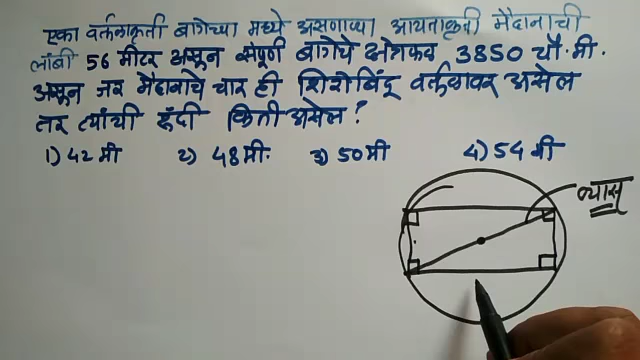 एका वर्तुळाकृती बागेच्या मध्ये असणाऱ्या आयताकृती मैदानाची
लांबी 56 मीटर असून संपूर्ण बागेचे क्षेत्रफळ 3850 चौ.मी.
असून जर मैदानाचे चार ही शिरोबिंदू वर्तुळावर असेल
तर त्यांची रुंदी किती असेल?
1) 42 मी 2) 48 मी. 3) 50 मी 4) 54 मी
व्यास